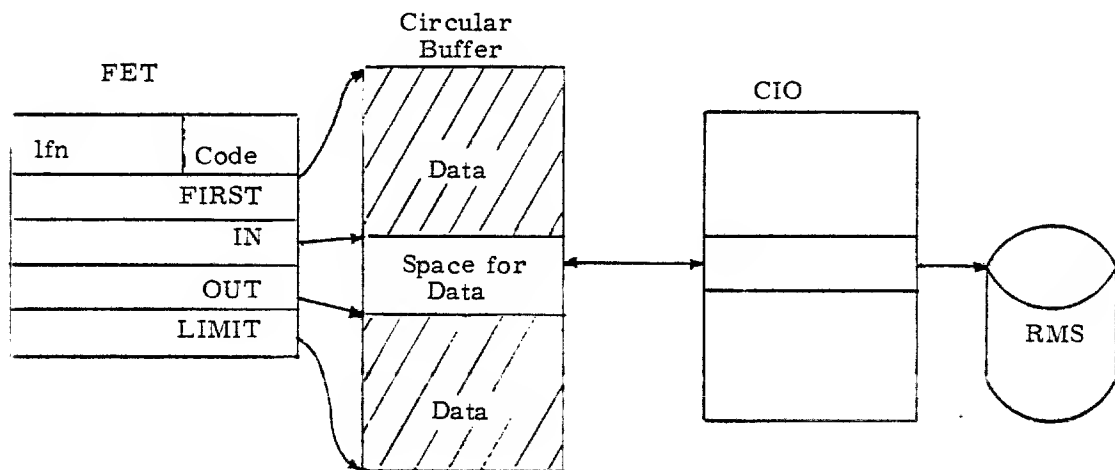 Circular
Buffer
FET
CIO
lfn
Code
FIRST
IN
OUT
LIMIT
Data
Space for
Data
Data
RMS